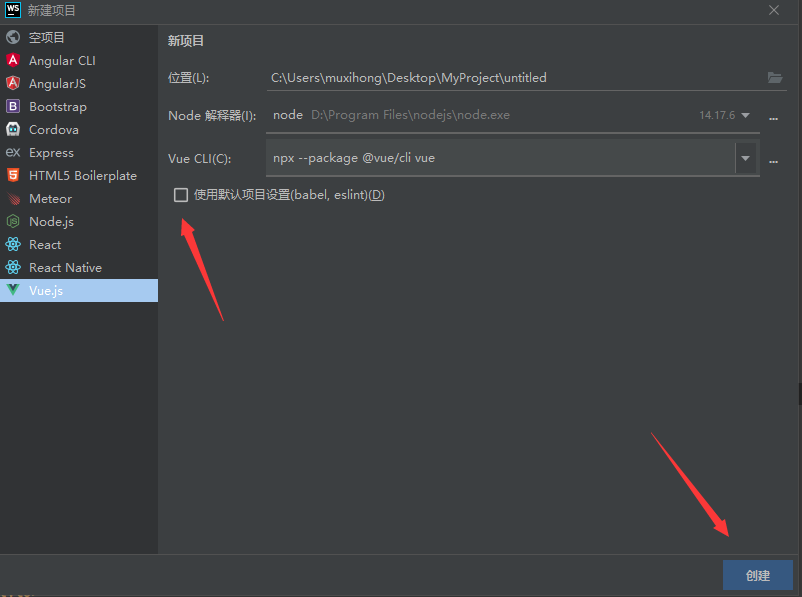 WS 新建项目
空项目
Angular CLI
AngularJS
B Bootstrap
Cordova
ex Express
HTML5 Boilerplate
Meteor
Node.js
React
React Native
Vue.js
新项目
位置(L): C:\Users\muxihong\Desktop\MyProject\untitled
Node 解释器(I): node D:\Program Files\nodejs\node.exe 14.17.6 ...
Vue CLI(C): npx --package @vue/cli vue ...
使用默认项目设置(babel, eslint)(D)
创建